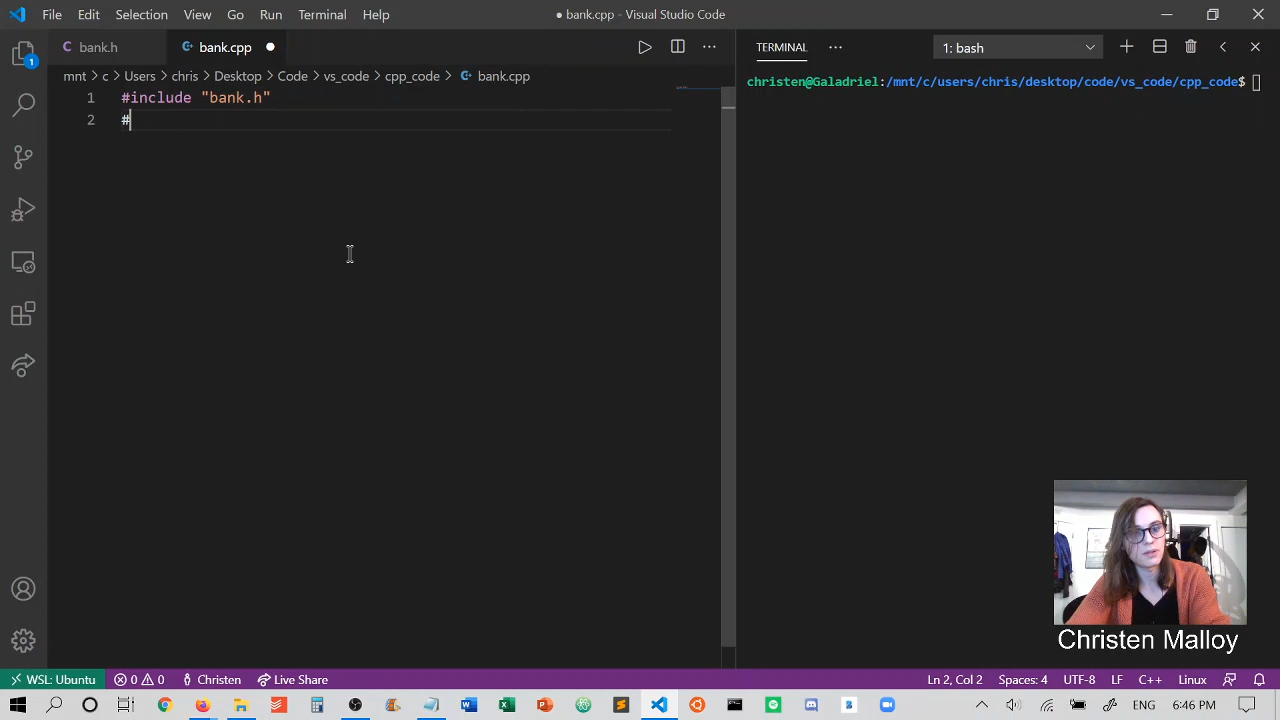 File Edit Selection View Go Run Terminal Help
● bank.cpp - Visual Studio Code
bank.h
bank.cpp
mnt > c > Users > chris > Desktop > Code > vs_code > cpp_code > bank.cpp
1 #include "bank.h"
2 #
TERMINAL
1: bash
christen@Galadriel:/mnt/c/users/chris/desktop/code/vs_code/cpp_code$
1
Christen Malloy
WSL: Ubuntu 0 0 Christen Live Share
Ln 2, Col 2 Spaces: 4 UTF-8 LF C++ Linux
ENG 5:46 PM